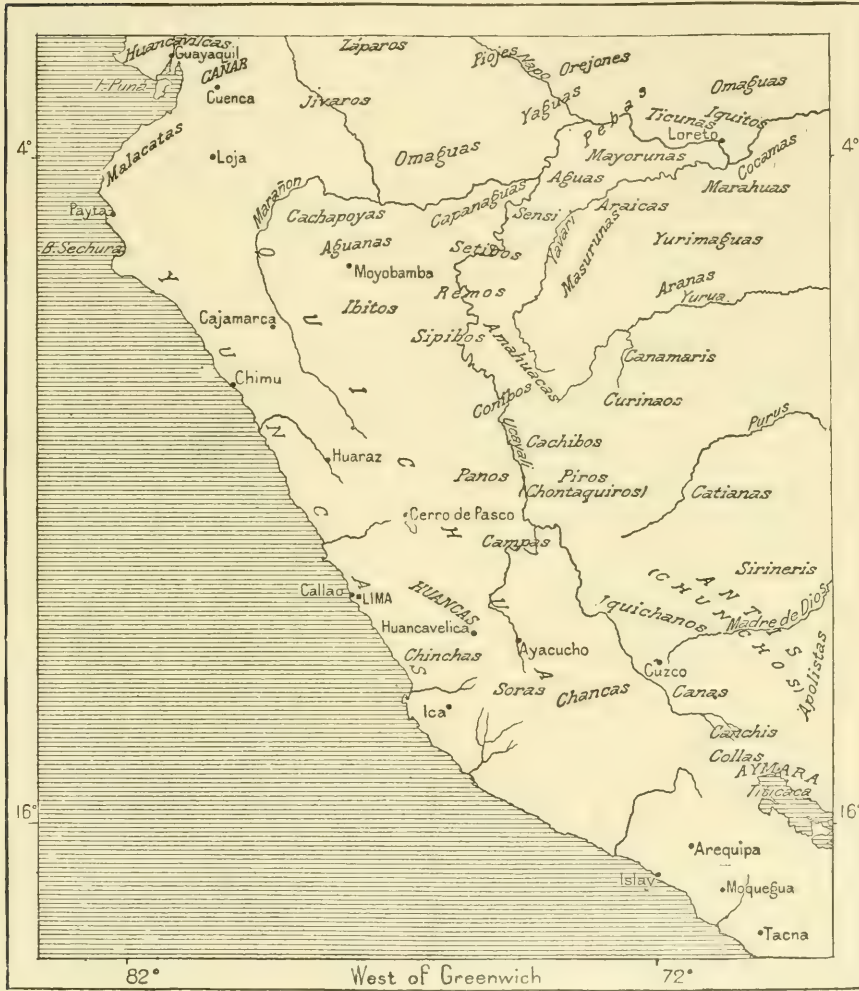 Huancavilcas
Guayaquil
I. Puná
CAÑAR
Cuenca
Záparos
Jivaros
Piojes
Napo
Orejones
Omaguas
Yaguas
Pebas
Ticunas
Iquitos
Loreto
4°
4°
Malacatas
Loja
Omaguas
Mayorunas
Cocamas
Aguas
Marahuas
Marañon
Payta
Cachapoyas
Capanaguas
Sensi
Araicas
B. Sechura
Aguanas
Setibos
Yavari
Masurunas
Yurimaguas
Moyobamba
Remos
Aranas
Yurua
Ibitos
Cajamarca
Sipibos
Amahuacas
Canamaris
Chimu
Conibos
Curinaos
YUNCAS
QUICHUA
Ucayali
Cachibos
Purus
Huaraz
Panos
Piros
(Chontaquiros)
Catianas
Cerro de Pasco
Campas
Sirineris
ANTIS
(CHUNCHOS)
Callao
LIMA
HUANCAS
Iquichanos
Madre de Dios
Huancavelica
Ayacucho
Apolistas
Chinchas
Cuzco
Soras
Chancas
Canas
Ica
Canchis
Collas
AYMARA
Titicaca
16°
16°
Arequipa
Islay
Moquegua
Tacna
82°
West of Greenwich
72°